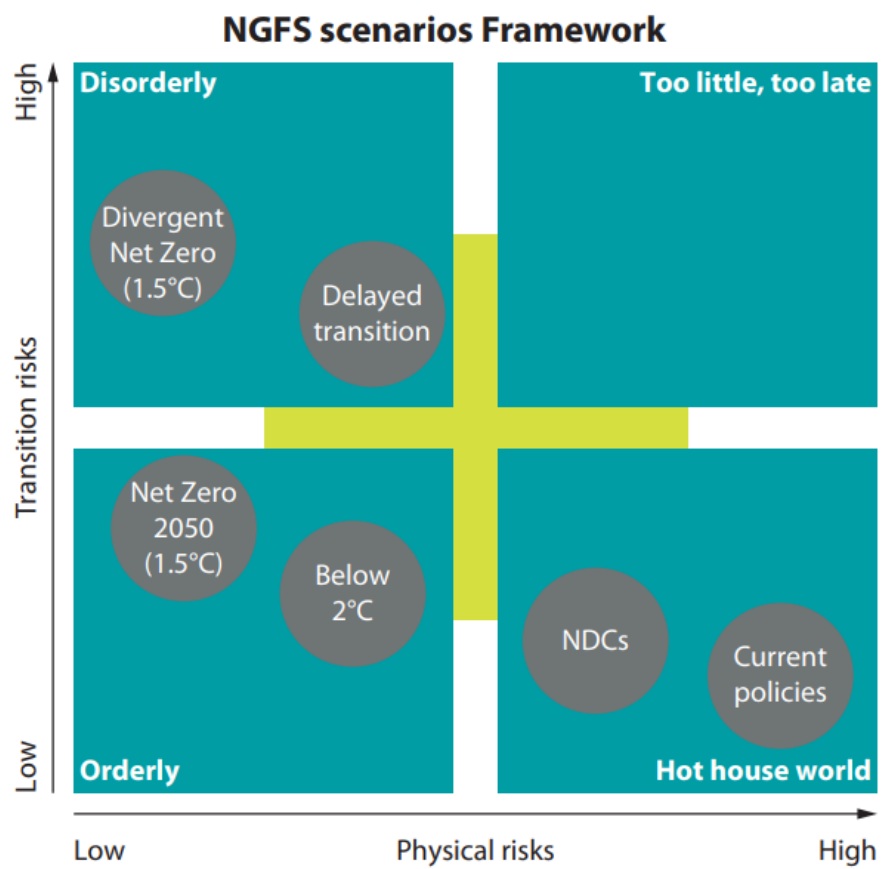 NGFS scenarios Framework
High
Transition risks
Low
Disorderly
Divergent
Net Zero
(1.5°C)
Delayed
transition
Too little, too late
Net Zero
2050
(1.5°C)
Below
2°C
Orderly
NDCs
Current
policies
Hot house world
Low
Physical risks
High